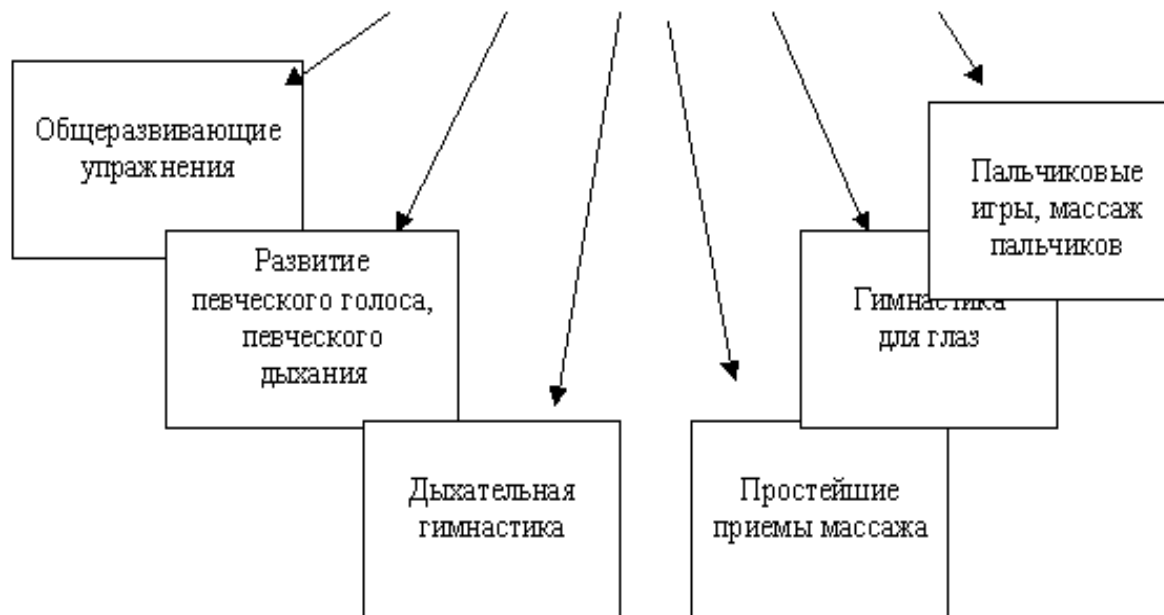 Общеразвивающие
упражнения
Развитие
певческого голоса,
певческого
дыхания
Дыхательная
гимнастика
Простейшие
приемы массажа
Гимнастика
для глаз
Пальчиковые
игры, массаж
пальчиков